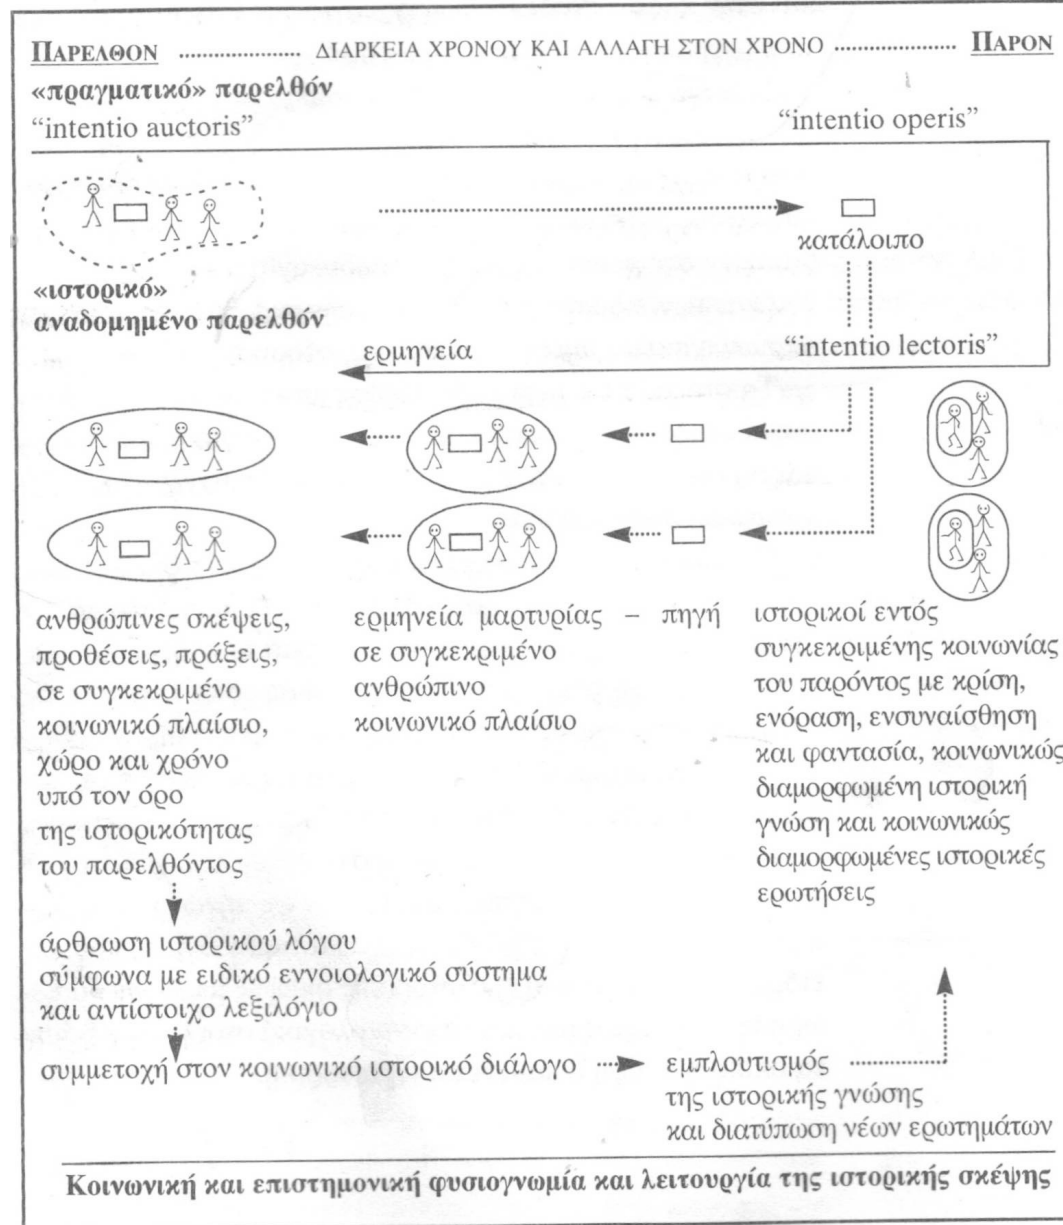 ΠΑΡΕΛΘΟΝ ..................... ΔΙΑΡΚΕΙΑ ΧΡΟΝΟΥ ΚΑΙ ΑΛΛΑΓΗ ΣΤΟΝ ΧΡΟΝΟ ..................... ΠΑΡΟΝ
«πραγματικό» παρελθόν
“intentio auctoris” “intentio operis”
κατάλοιπο
«ιστορικό»
αναδομημένο παρελθόν
ερμηνεία “intentio lectoris”
ανθρώπινες σκέψεις,
προθέσεις, πράξεις,
σε συγκεκριμένο
κοινωνικό πλαίσιο,
χώρο και χρόνο
υπό τον όρο
της ιστορικότητας
του παρελθόντος
ερμηνεία μαρτυρίας – πηγή
σε συγκεκριμένο
ανθρώπινο
κοινωνικό πλαίσιο
ιστορικοί εντός
συγκεκριμένης κοινωνίας
του παρόντος με κρίση,
ενόραση, ενσυναίσθηση
και φαντασία, κοινωνικώς
διαμορφωμένη ιστορική
γνώση και κοινωνικώς
διαμορφωμένες ιστορικές
ερωτήσεις
άρθρωση ιστορικού λόγου
σύμφωνα με ειδικό εννοιολογικό σύστημα
και αντίστοιχο λεξιλόγιο
συμμετοχή στον κοινωνικό ιστορικό διάλογο
εμπλουτισμός
της ιστορικής γνώσης
και διατύπωση νέων ερωτημάτων
Κοινωνική και επιστημονική φυσιογνωμία και λειτουργία της ιστορικής σκέψης